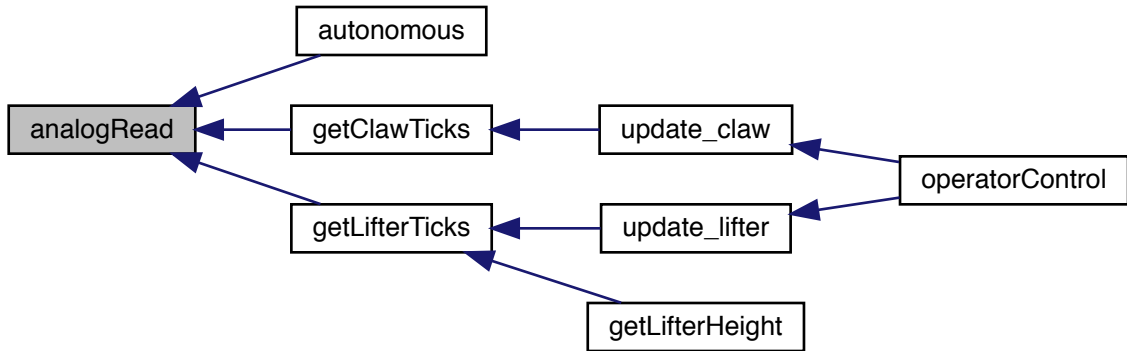 autonomous
analogRead
getClawTicks
update_claw
operatorControl
getLifterTicks
update_lifter
getLifterHeight